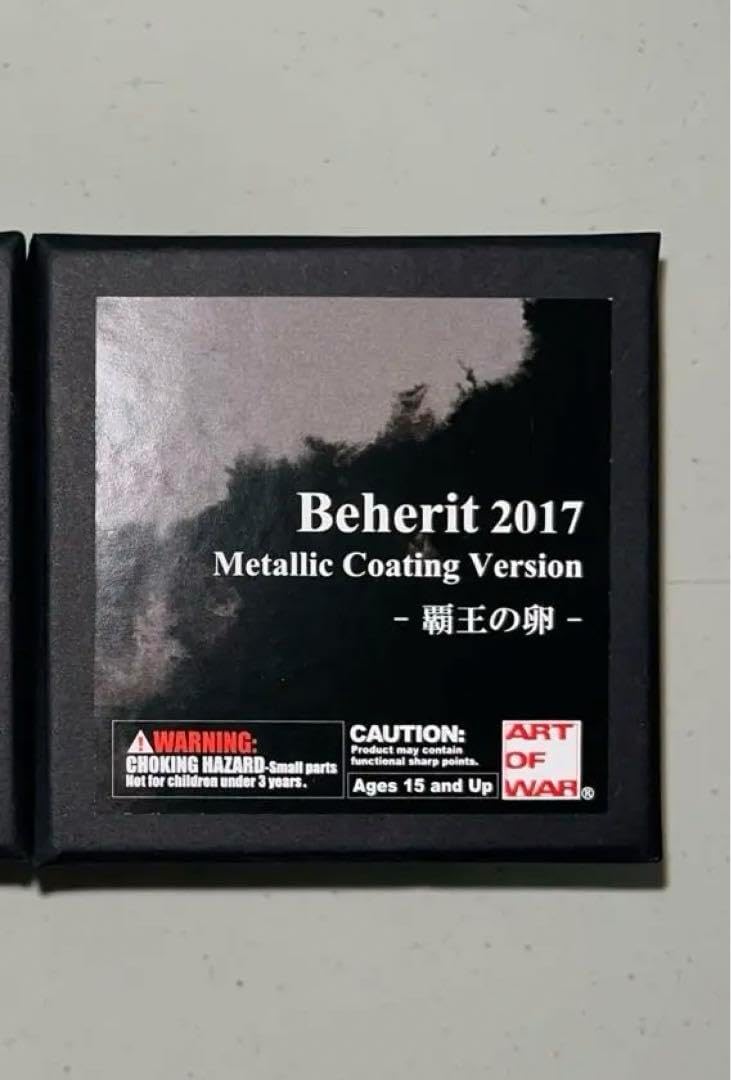 Beherit 2017
Metallic Coating Version
- 覇王の卵 -
WARNING:
CHOKING HAZARD-Small parts
Not for children under 3 years.
CAUTION:
Product may contain
functional sharp points.
Ages 15 and Up
ART
OF
WAR®